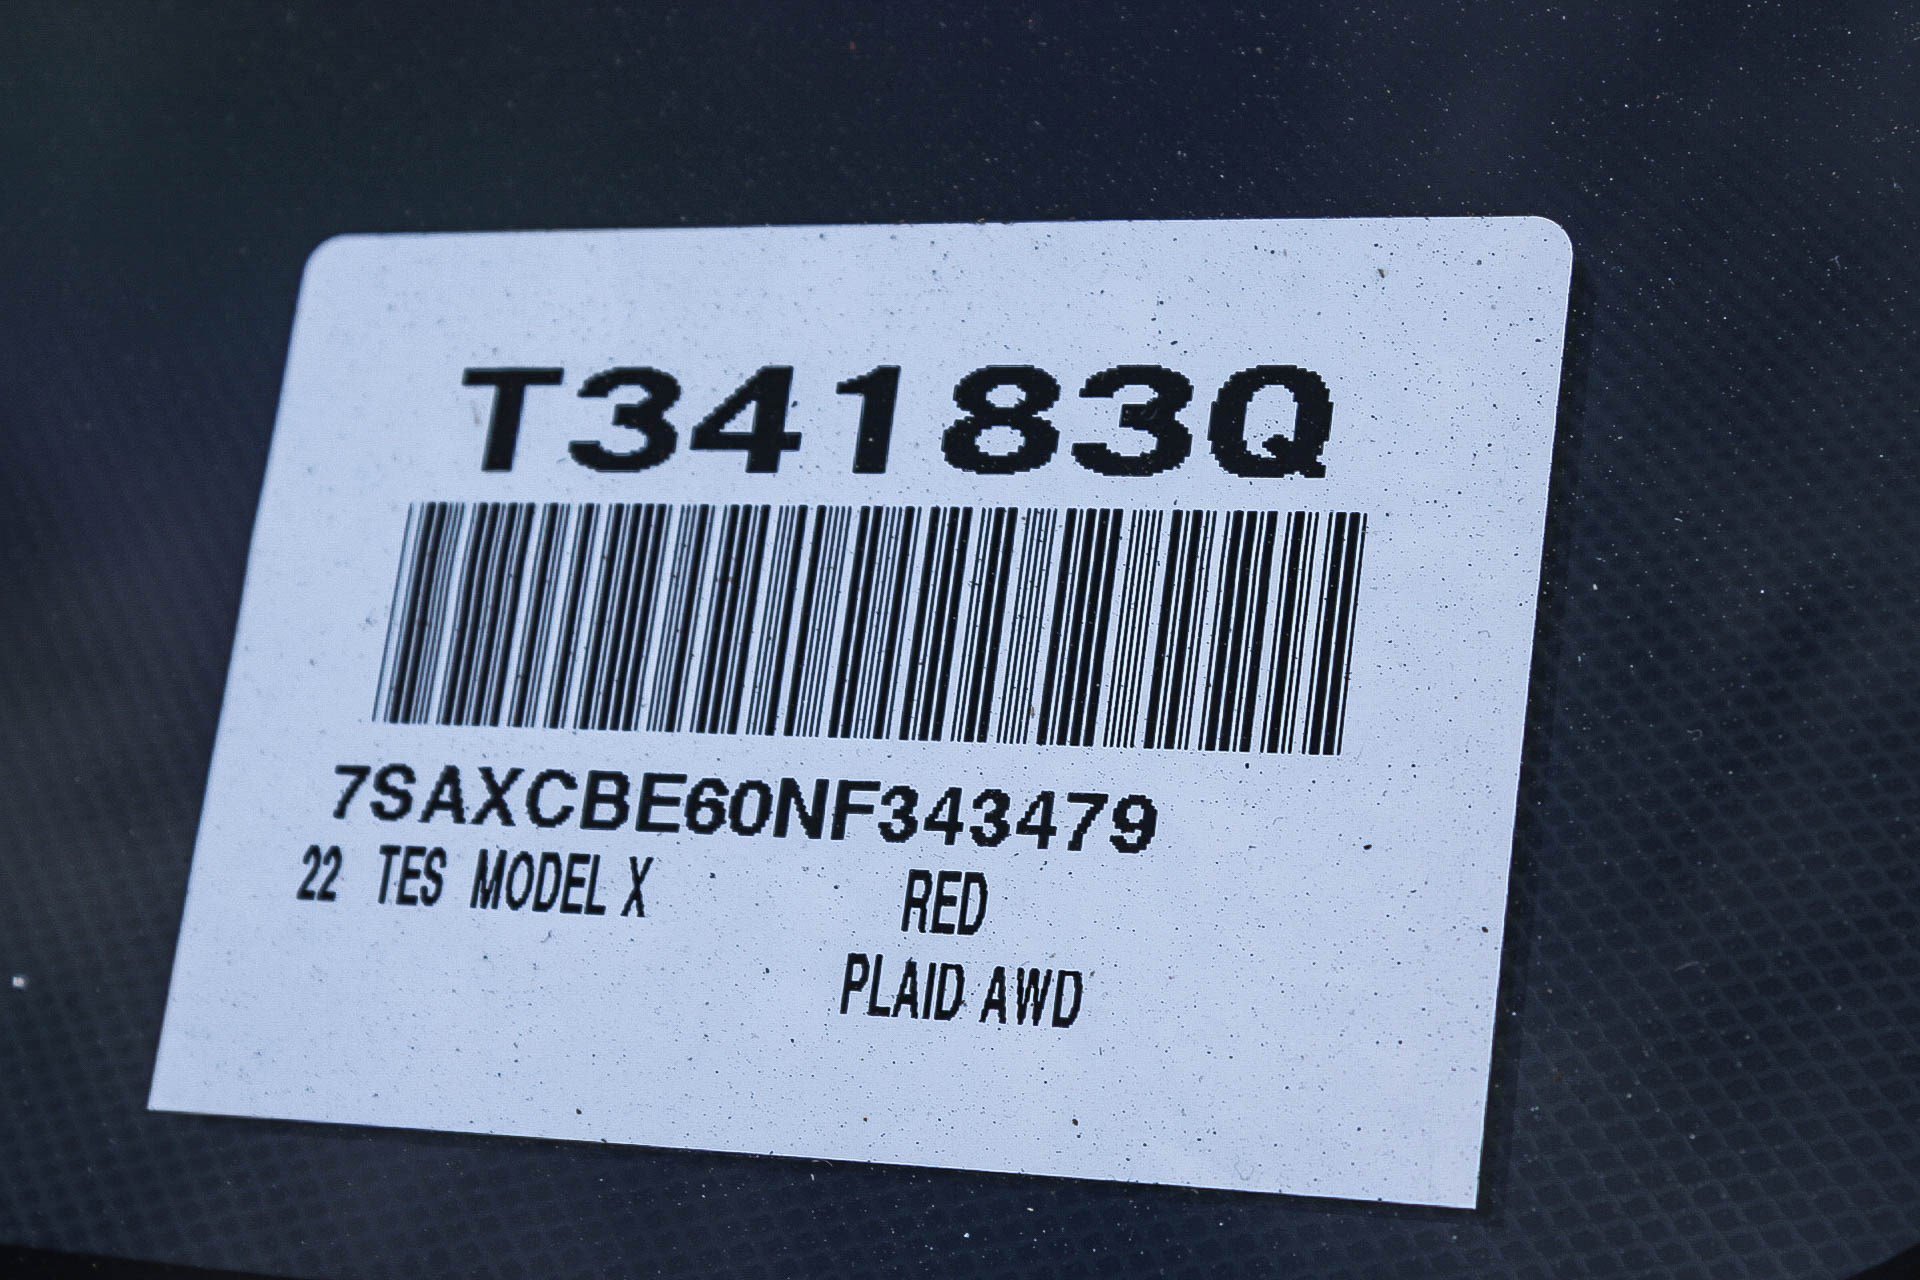 T34183Q
7SAXCBE60NF343479
22 TES MODEL X RED
PLAID AWD